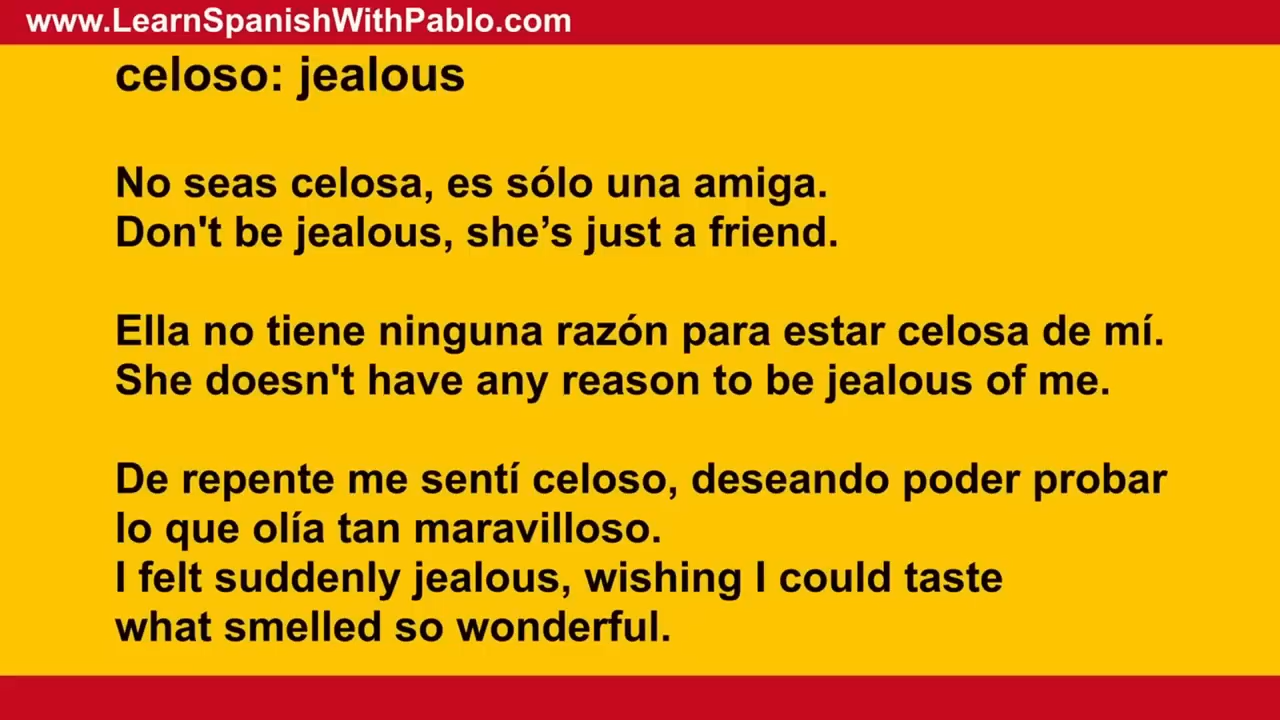 www.LearnSpanishWithPablo.com
celoso: jealous
No seas celosa, es sólo una amiga.
Don't be jealous, she’s just a friend.
Ella no tiene ninguna razón para estar celosa de mí.
She doesn't have any reason to be jealous of me.
De repente me sentí celoso, deseando poder probar
lo que olía tan maravilloso.
I felt suddenly jealous, wishing I could taste
what smelled so wonderful.